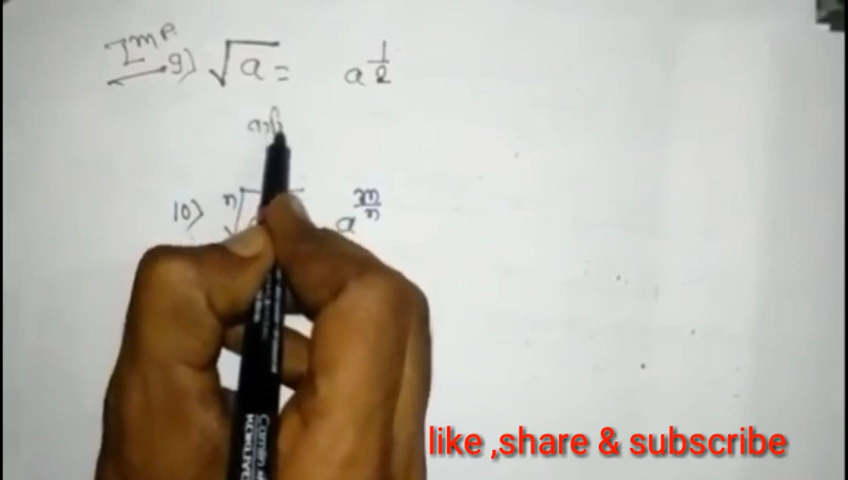 Imp.
9) √a = a^(1/2)
10) n√ a^(m/n)
like ,share & subscribe